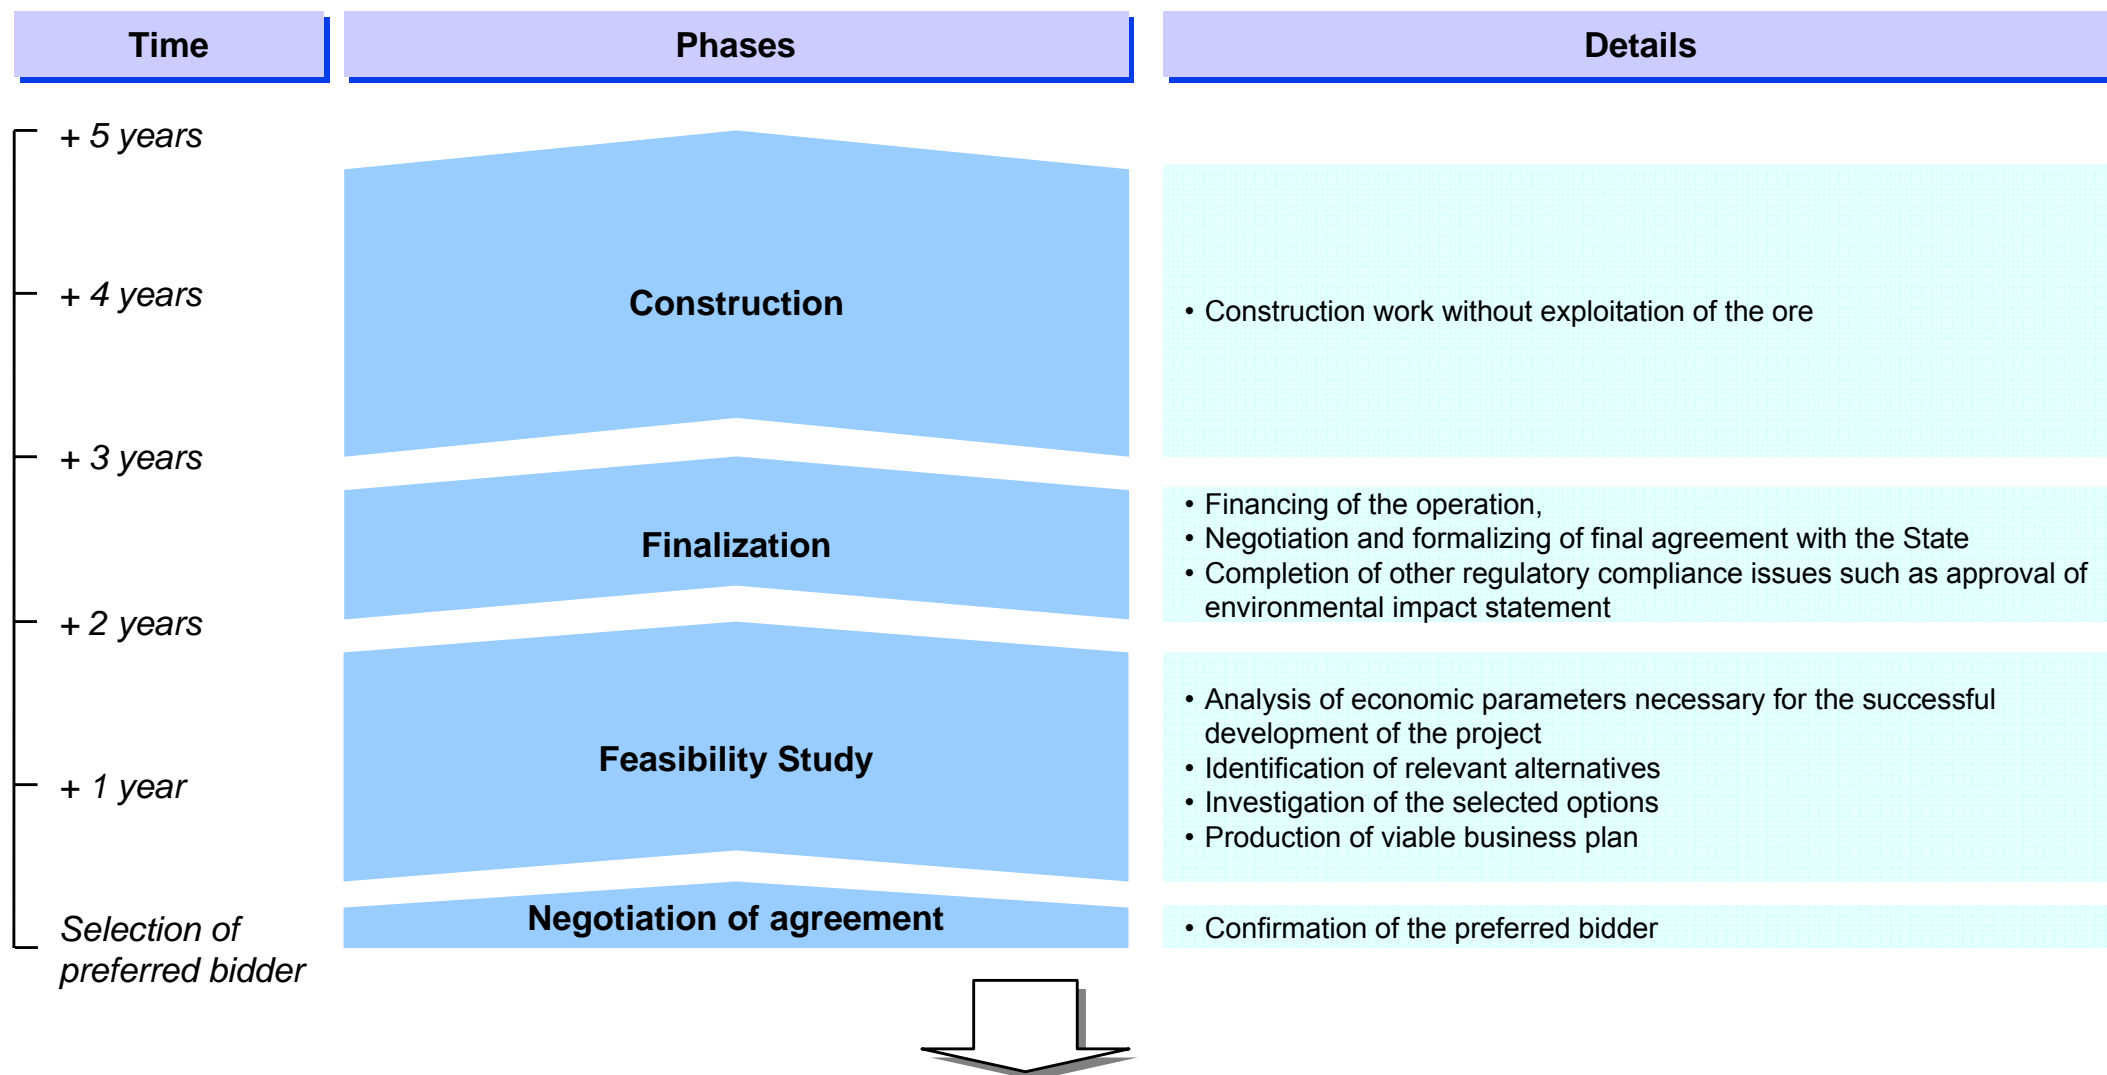 Time
Phases
Details
+ 5 years
+ 4 years
Construction
• Construction work without exploitation of the ore
+ 3 years
Finalization
• Financing of the operation,
• Negotiation and formalizing of final agreement with the State
• Completion of other regulatory compliance issues such as approval of
environmental impact statement
+ 2 years
Feasibility Study
• Analysis of economic parameters necessary for the successful
development of the project
• Identification of relevant alternatives
• Investigation of the selected options
• Production of viable business plan
+ 1 year
Negotiation of agreement
• Confirmation of the preferred bidder
Selection of
preferred bidder